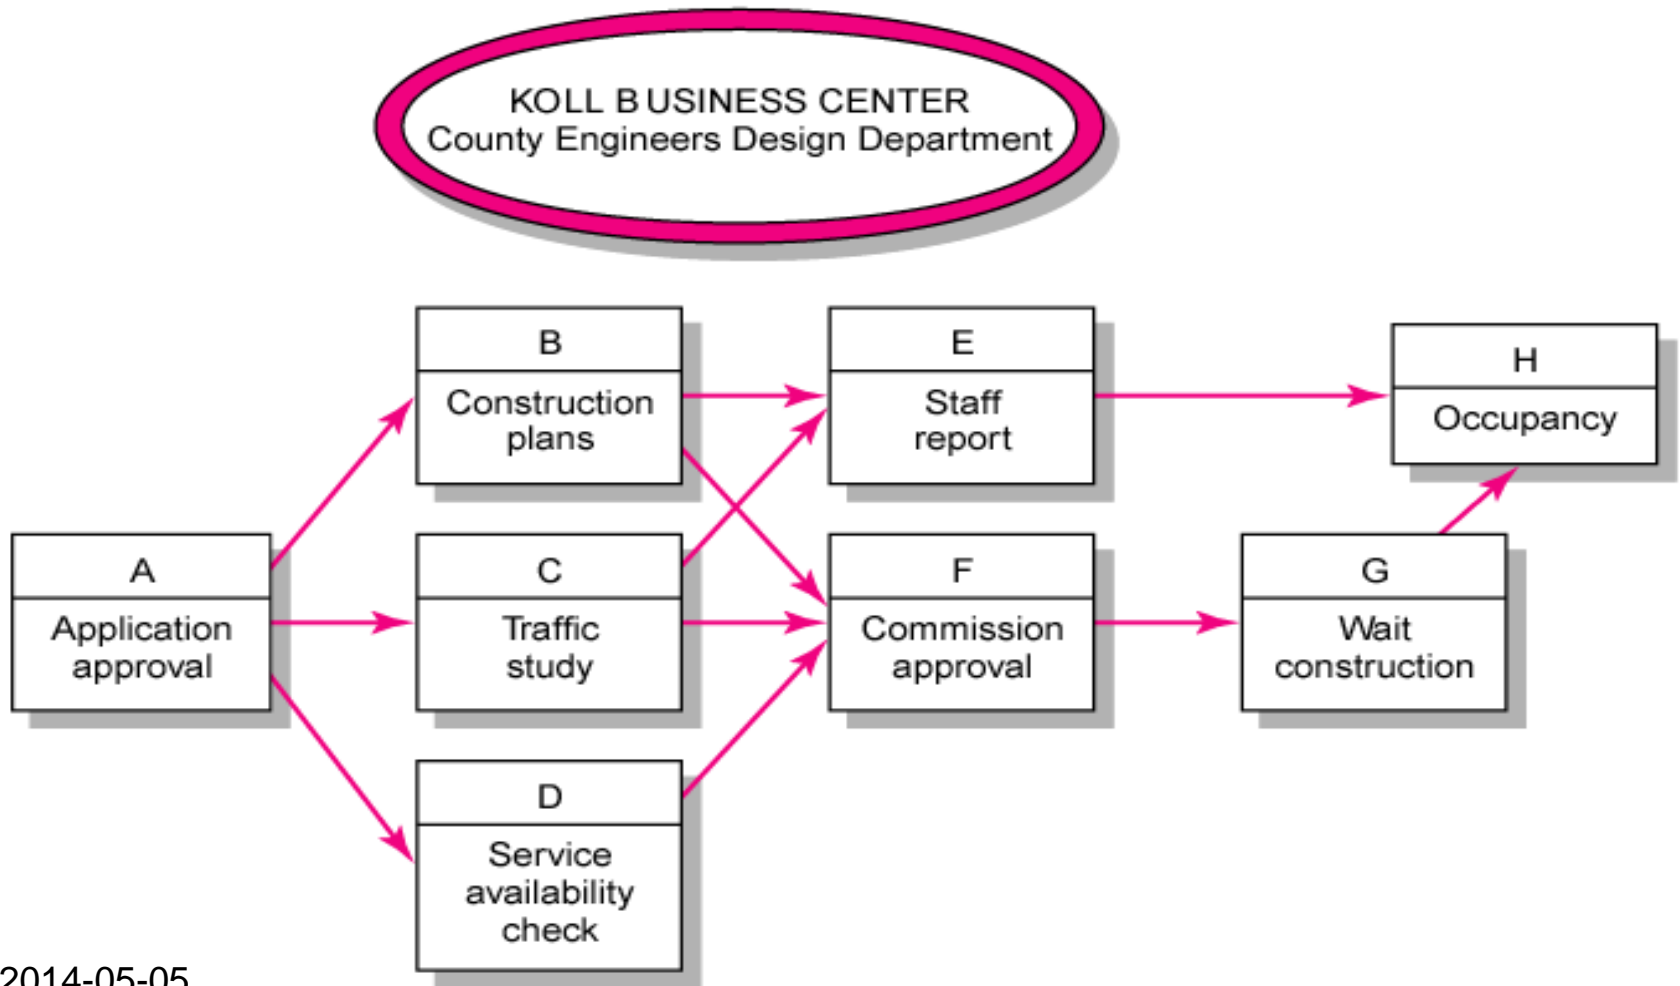 KOLL BUSINESS CENTER
County Engineers Design Department
B
Construction
plans
E
Staff
report
H
Occupancy
A
Application
approval
C
Traffic
study
F
Commission
approval
G
Wait
construction
D
Service
availability
check
2014-05-05